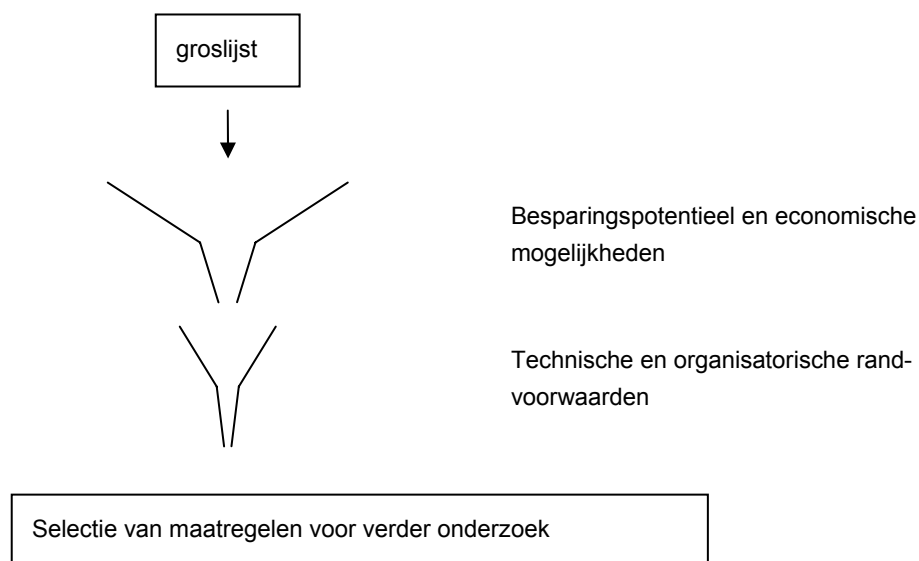 groslijst
Besparingspotentieel en economische
mogelijkheden
Technische en organisatorische rand-
voorwaarden
Selectie van maatregelen voor verder onderzoek